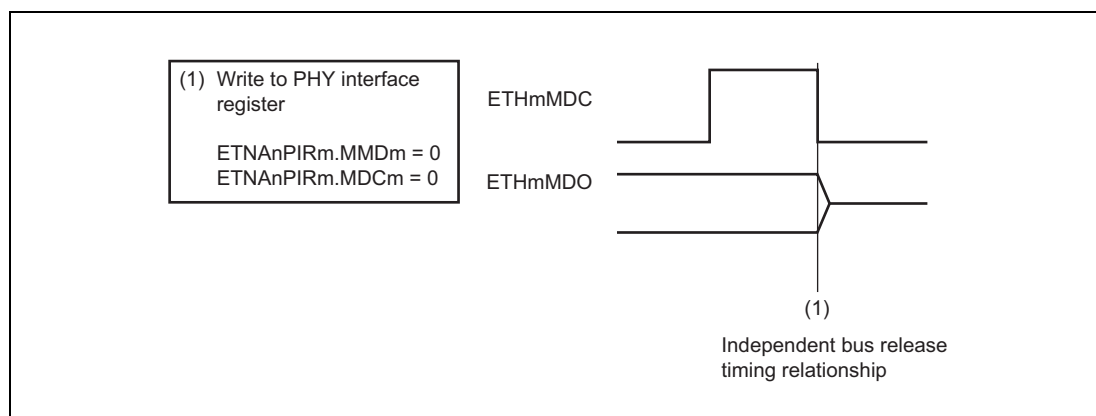 (1) Write to PHY interface
register
ETNAnPIRm.MMDm = 0
ETNAnPIRm.MDCm = 0
ETHmMDC
ETHmMDO
(1)
Independent bus release
timing relationship